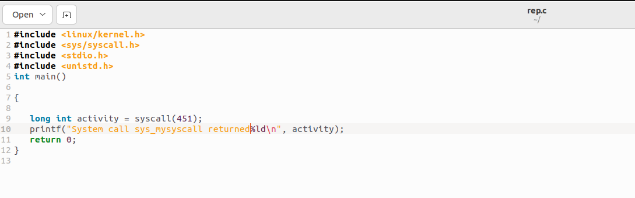 Open
rep.c
~/
1 #include <linux/kernel.h>
2 #include <sys/syscall.h>
3 #include <stdio.h>
4 #include <unistd.h>
5 int main()
6
7 {
8
9 long int activity = syscall(451);
10 printf("System call sys_mysyscall returned%ld\n", activity);
11 return 0;
12 }
13